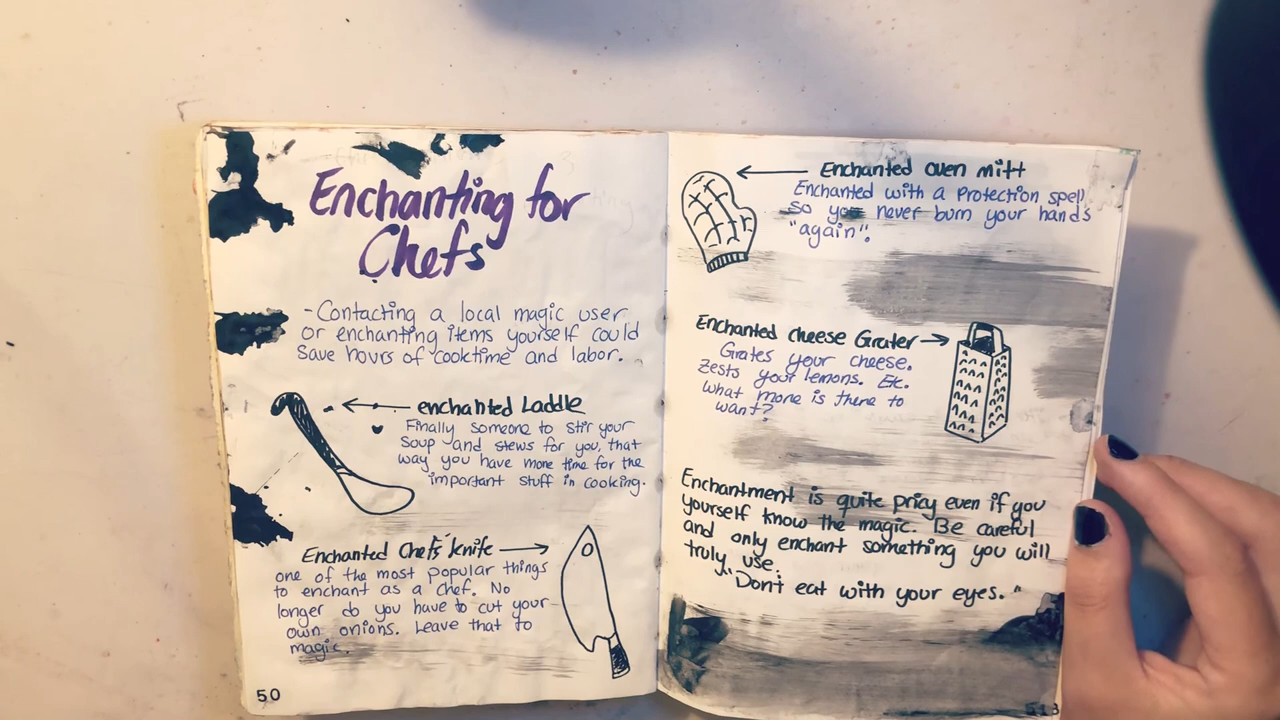 Enchanting for
Chefs
-Contacting a local magic user
or enchanting items yourself could
save hours of cooktime and labor.
enchanted Laddle
Finally someone to stir your
soup and stews for you, that
way you have more time for the
important stuff in cooking.
Enchanted Chefs' knife
one of the most popular things
to enchant as a chef. No
longer do you have to cut your
own onions. Leave that to
magic.
50
Enchanted oven mitt
Enchanted with a protection spell
so you never burn your hands
"again".
Enchanted cheese Grater
Grates your cheese.
Zests your lemons. Etc.
what more is there to
want?
Enchantment is quite pricy even if you
yourself know the magic. Be careful
and only enchant something you will
truly use.
"Dont eat with your eyes."